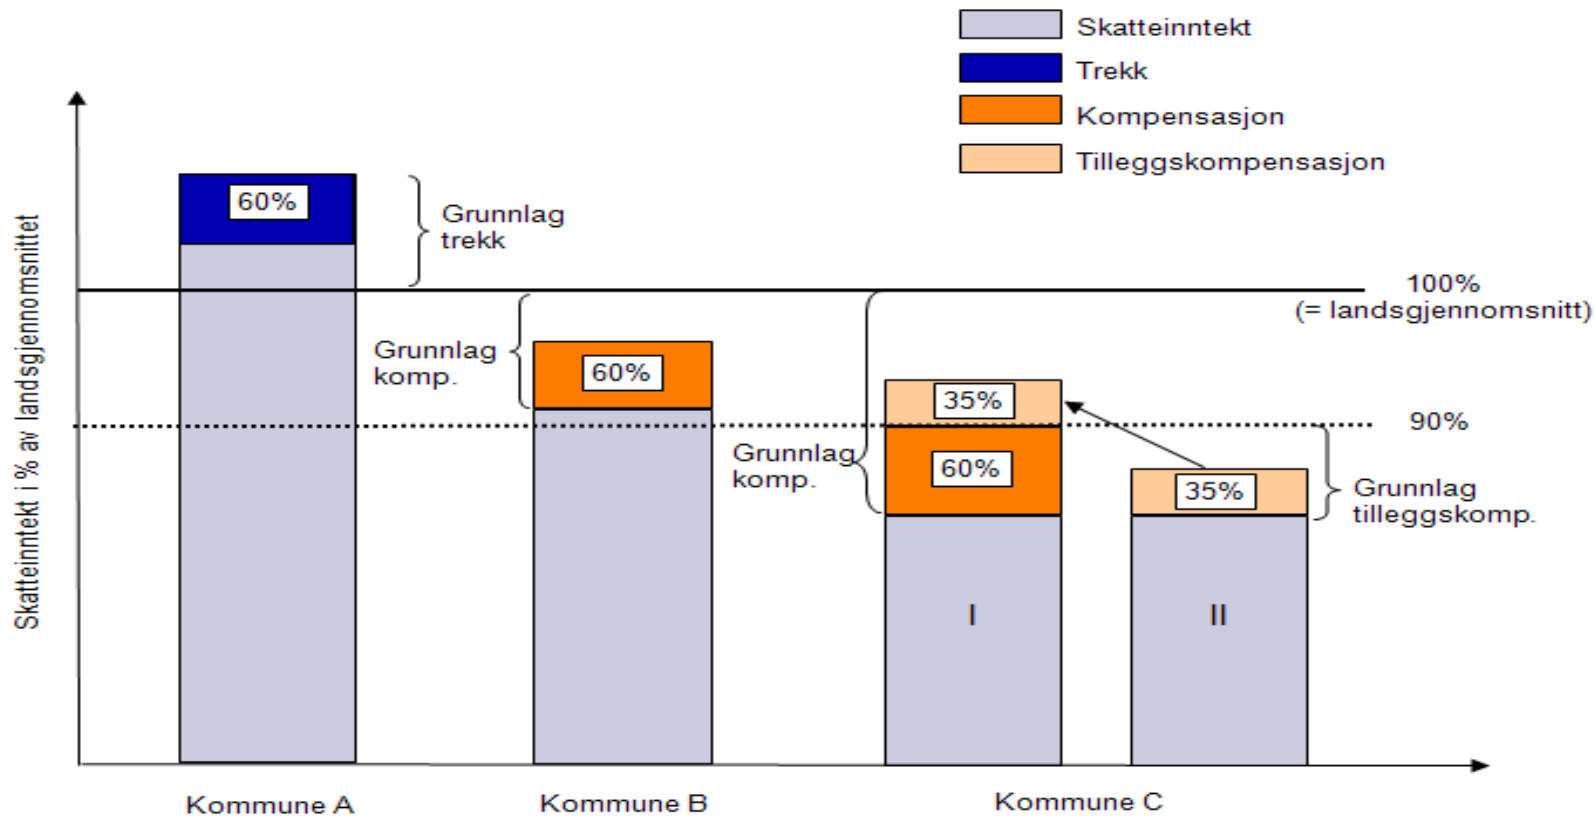 Skatteinntekt
Trekk
Kompensasjon
Tilleggskompensasjon
Skatteinntekt i % av landsgjennomsnittet
60%
Grunnlag
trekk
100%
(= landsgjennomsnitt)
Grunnlag
komp.
60%
35%
90%
Grunnlag
komp.
60%
35%
Grunnlag
tilleggskomp.
I
II
Kommune A
Kommune B
Kommune C